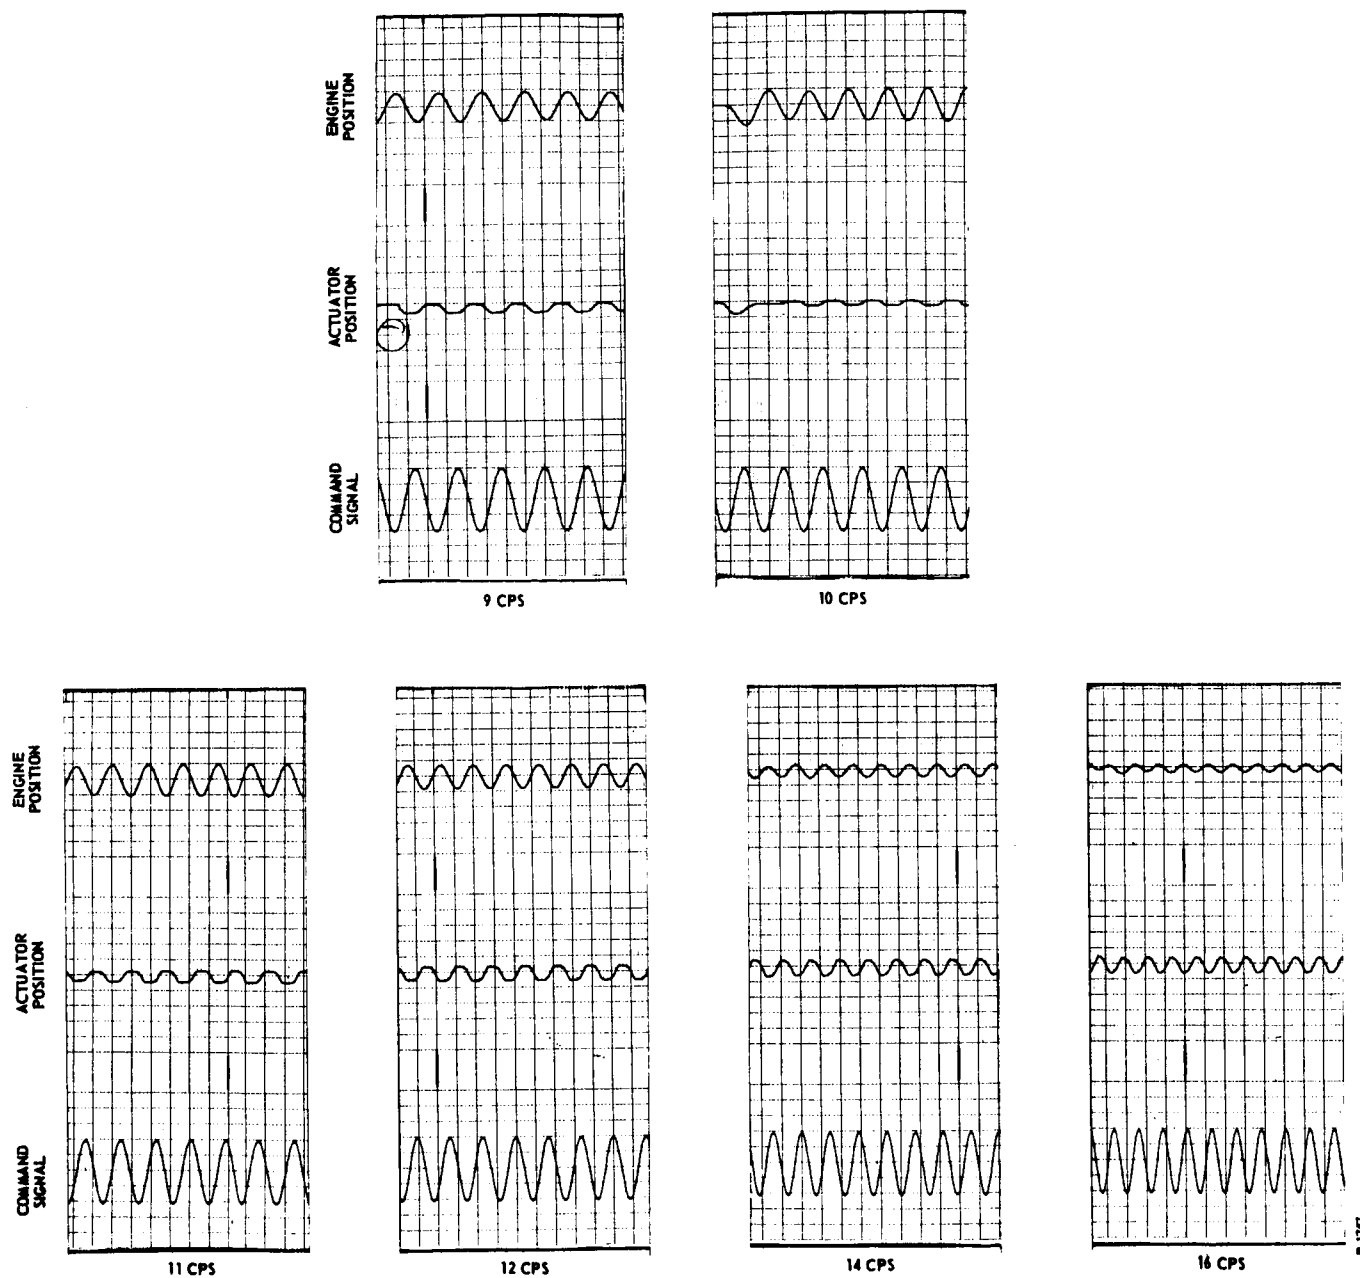 ENGINE
POSITION
ACTUATOR
POSITION
COMMAND
SIGNAL
9 CPS
10 CPS
ENGINE
POSITION
ACTUATOR
POSITION
COMMAND
SIGNAL
11 CPS
12 CPS
14 CPS
16 CPS